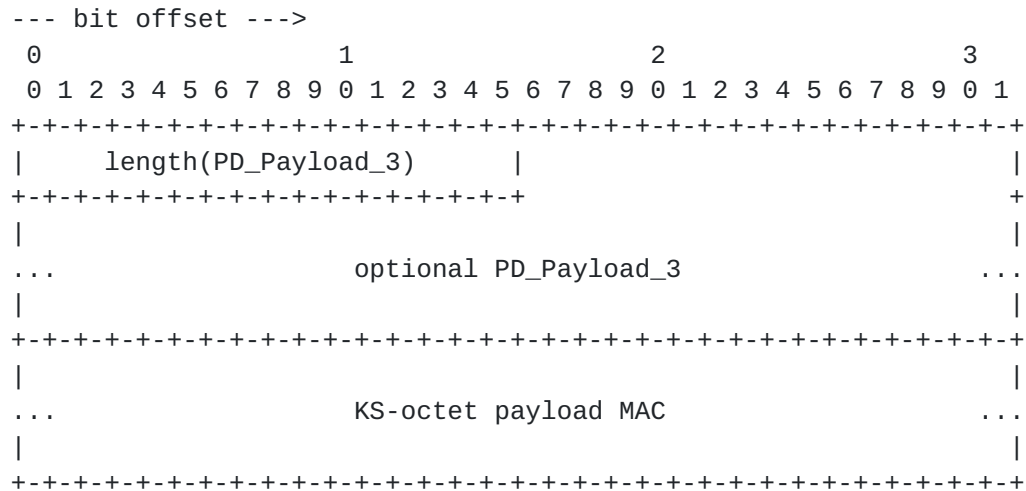 --- bit offset --->
 0                   1                   2                   3
 0 1 2 3 4 5 6 7 8 9 0 1 2 3 4 5 6 7 8 9 0 1 2 3 4 5 6 7 8 9 0 1
+-+-+-+-+-+-+-+-+-+-+-+-+-+-+-+-+-+-+-+-+-+-+-+-+-+-+-+-+-+-+-+-+
|     length(PD_Payload_3)      |                               |
+-+-+-+-+-+-+-+-+-+-+-+-+-+-+-+-+                               +
|                                                               |
...                   optional PD_Payload_3                   ...
|                                                               |
+-+-+-+-+-+-+-+-+-+-+-+-+-+-+-+-+-+-+-+-+-+-+-+-+-+-+-+-+-+-+-+-+
|                                                               |
...                   KS-octet payload MAC                    ...
|                                                               |
+-+-+-+-+-+-+-+-+-+-+-+-+-+-+-+-+-+-+-+-+-+-+-+-+-+-+-+-+-+-+-+-+